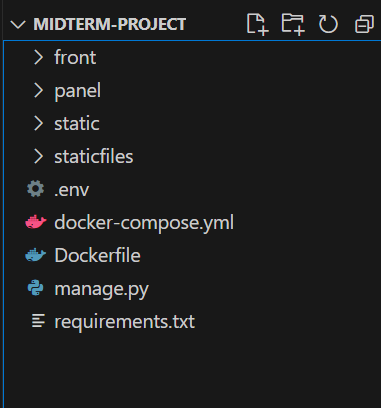 MIDTERM-PROJECT
front
panel
static
staticfiles
.env
docker-compose.yml
Dockerfile
manage.py
requirements.txt